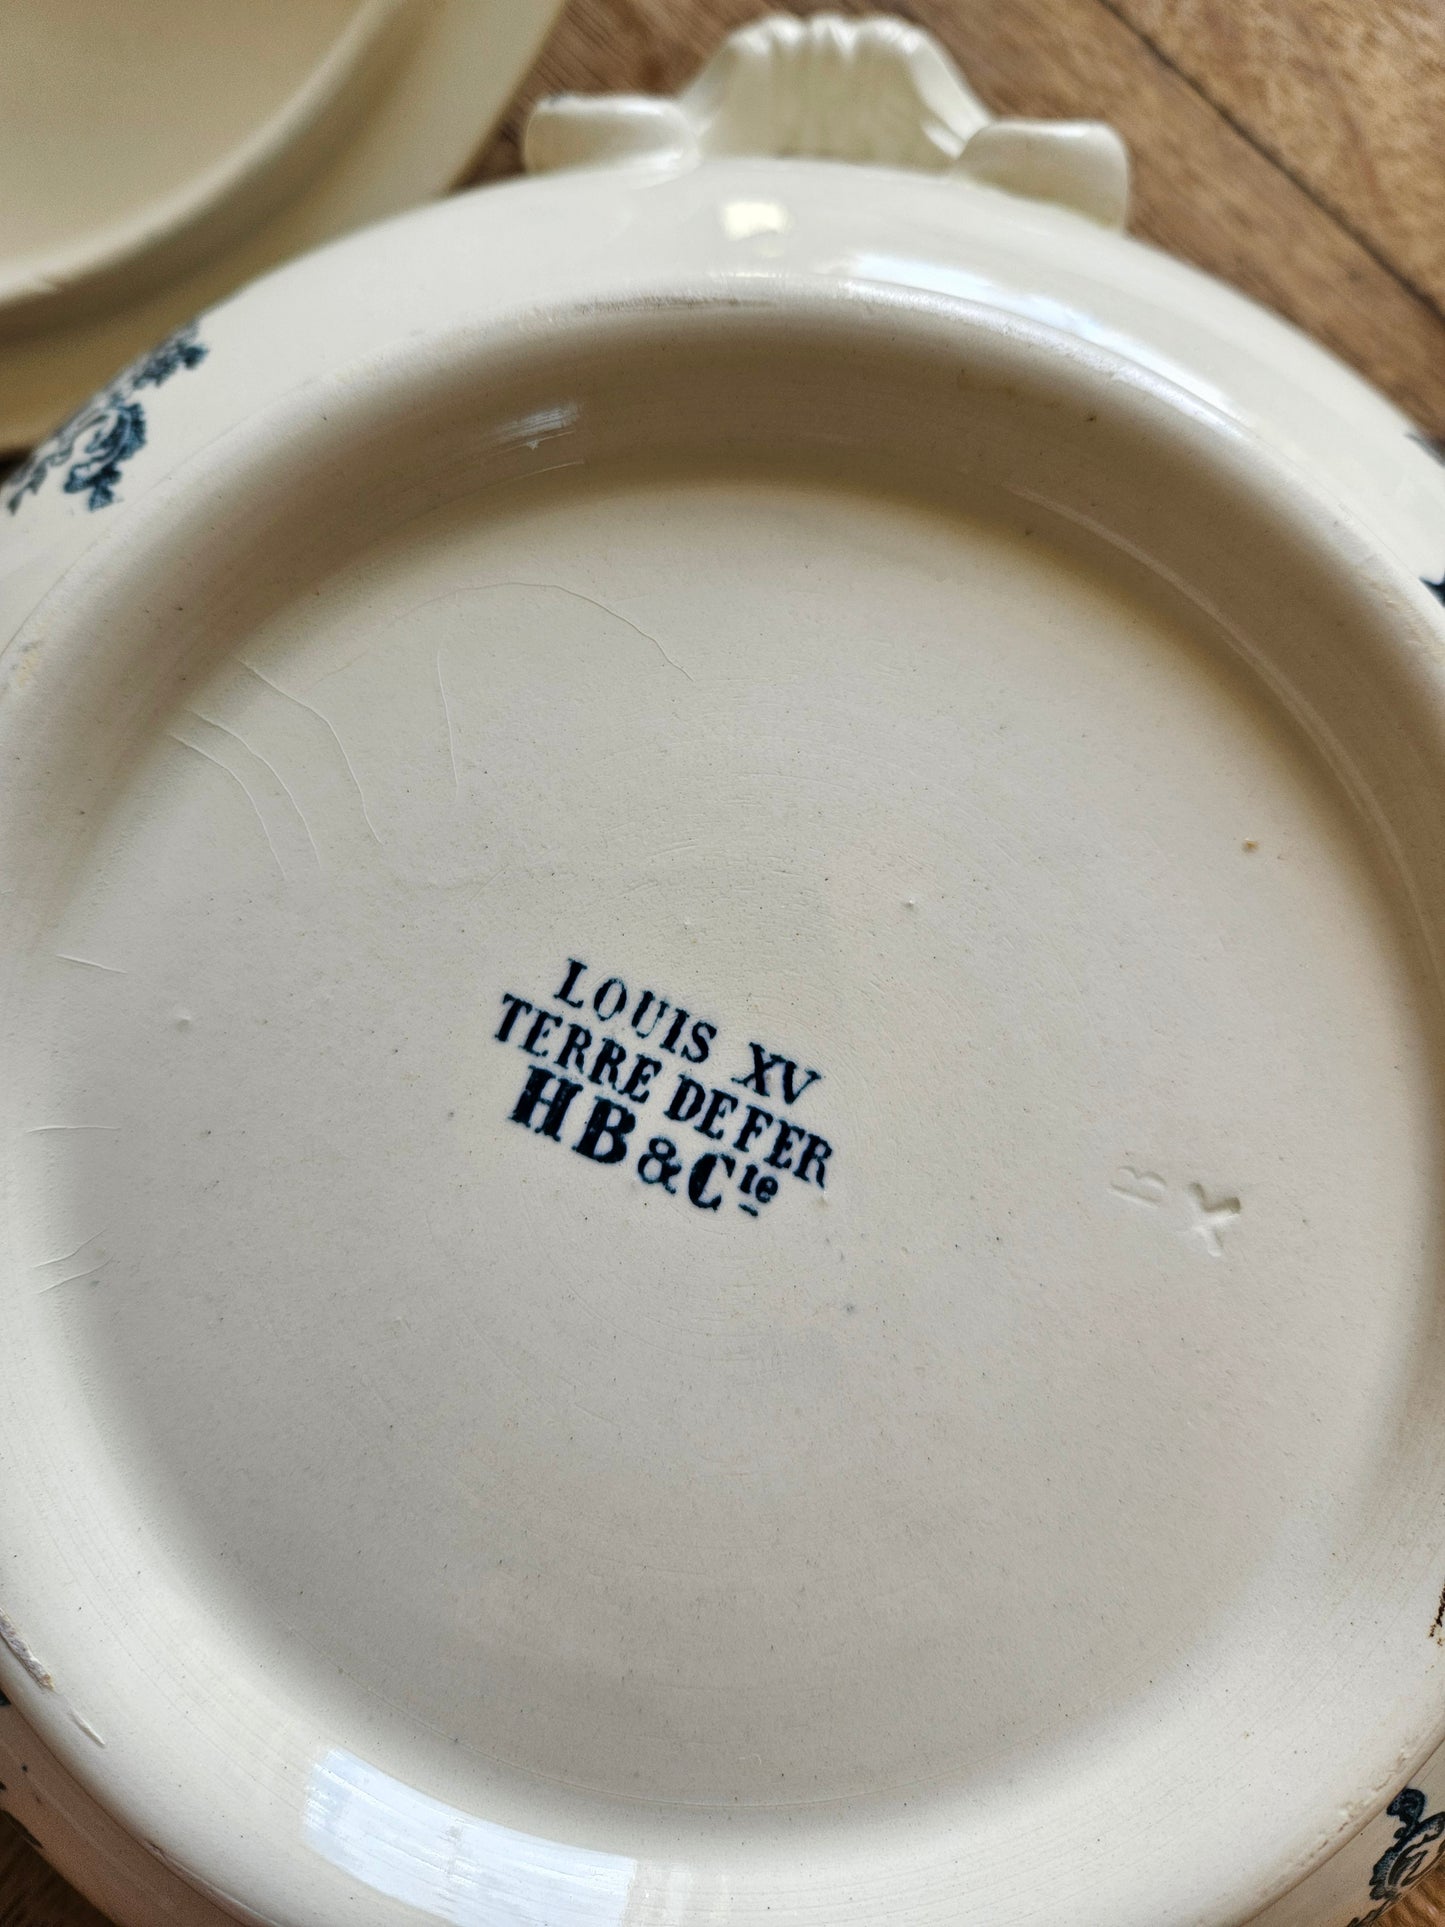 LOUIS XV
TERRE DE FER
HB & Cie
B X